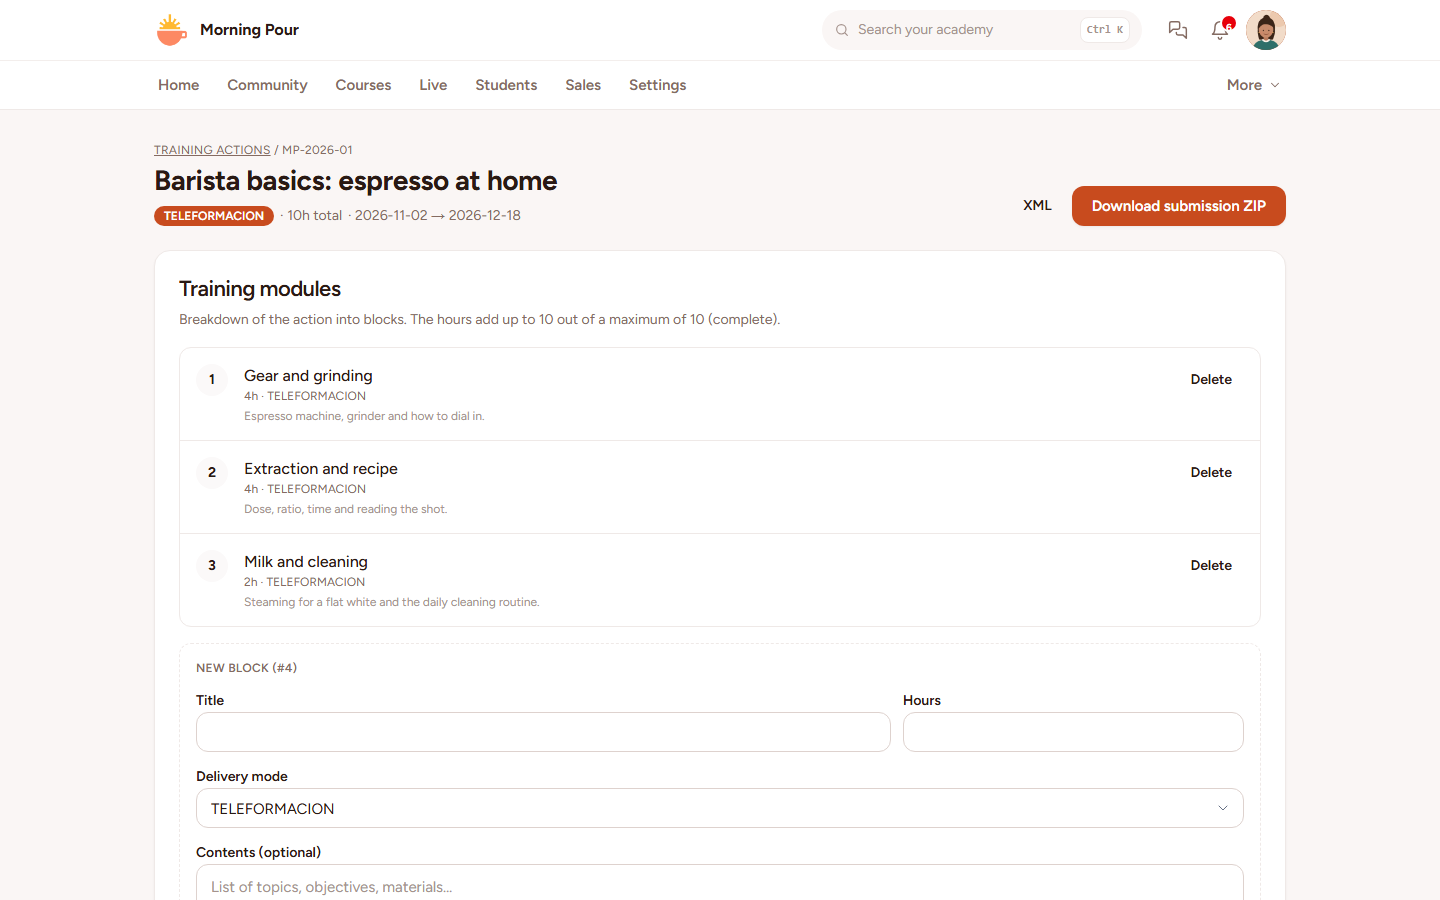 Morning Pour
Search your academy
Ctrl K
6
Home
Community
Courses
Live
Students
Sales
Settings
More
TRAINING ACTIONS / MP-2026-01
Barista basics: espresso at home
TELEFORMACION · 10h total · 2026-11-02 → 2026-12-18
XML
Download submission ZIP
Training modules
Breakdown of the action into blocks. The hours add up to 10 out of a maximum of 10 (complete).
1
Gear and grinding
4h · TELEFORMACION
Espresso machine, grinder and how to dial in.
Delete
2
Extraction and recipe
4h · TELEFORMACION
Dose, ratio, time and reading the shot.
Delete
3
Milk and cleaning
2h · TELEFORMACION
Steaming for a flat white and the daily cleaning routine.
Delete
NEW BLOCK (#4)
Title
Hours
Delivery mode
TELEFORMACION
Contents (optional)
List of topics, objectives, materials...